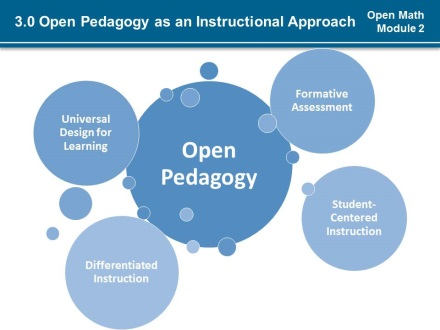 3.0 Open Pedagogy as an Instructional Approach
Open Math
Module 2
Universal
Design for
Learning
Formative
Assessment
Open
Pedagogy
Student-
Centered
Instruction
Differentiated
Instruction